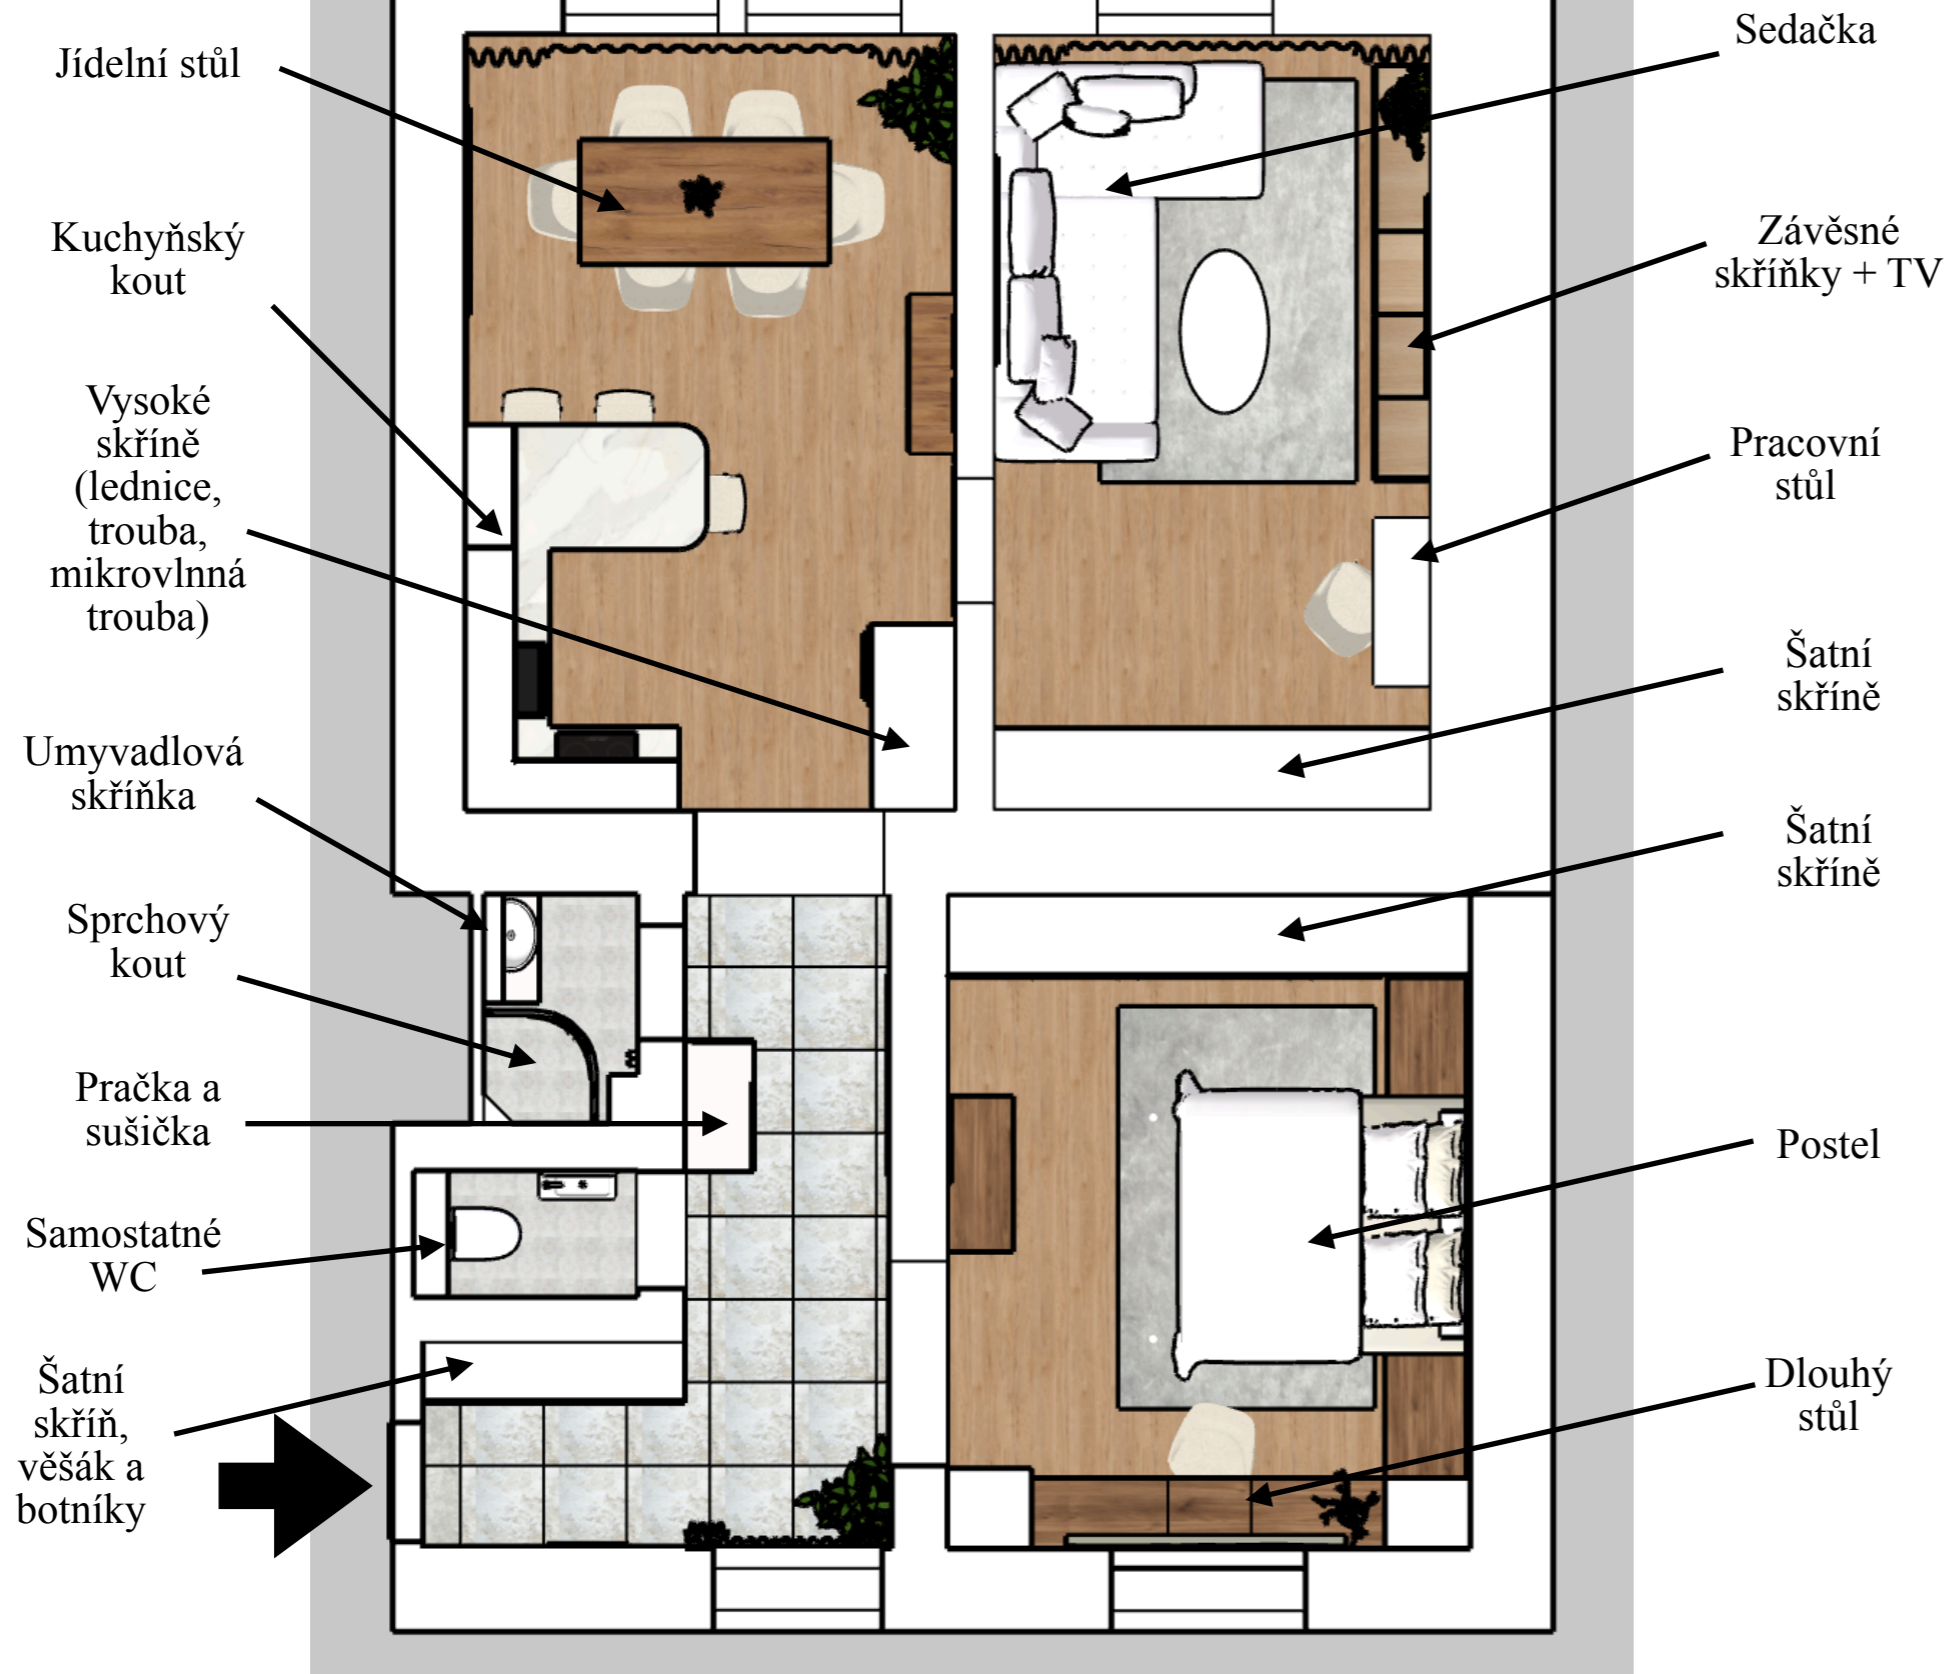 Jídelní stůl
Kuchyňský
kout
Vysoké
skříně
(lednice,
trouba,
mikrovlnná
trouba)
Umyvadlová
skříňka
Sprchový
kout
Pračka a
sušička
Samostatné
WC
Šatní
skříň,
věšák a
botníky
Sedačka
Závěsné
skříňky + TV
Pracovní
stůl
Šatní
skříně
Šatní
skříně
Postel
Dlouhý
stůl